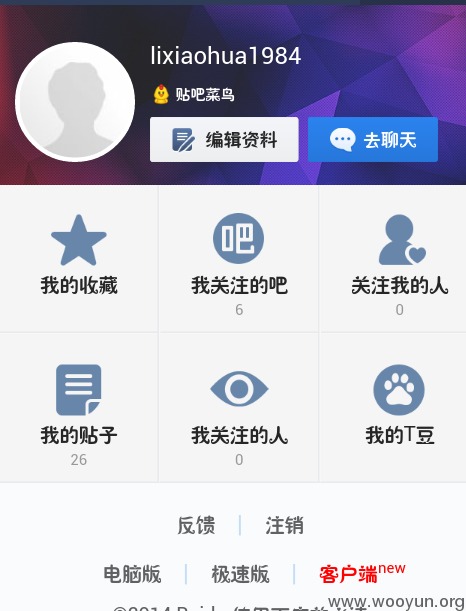 lixiaohua1984
贴吧菜鸟
编辑资料 去聊天
吧
我的收藏 我关注的吧 关注我的人
6 0
我的贴子 我关注的人 我的T豆
26 0
反馈 | 注销
电脑版 | 极速版 | 客户端new
©2014 Baidu
www.wooyun.org